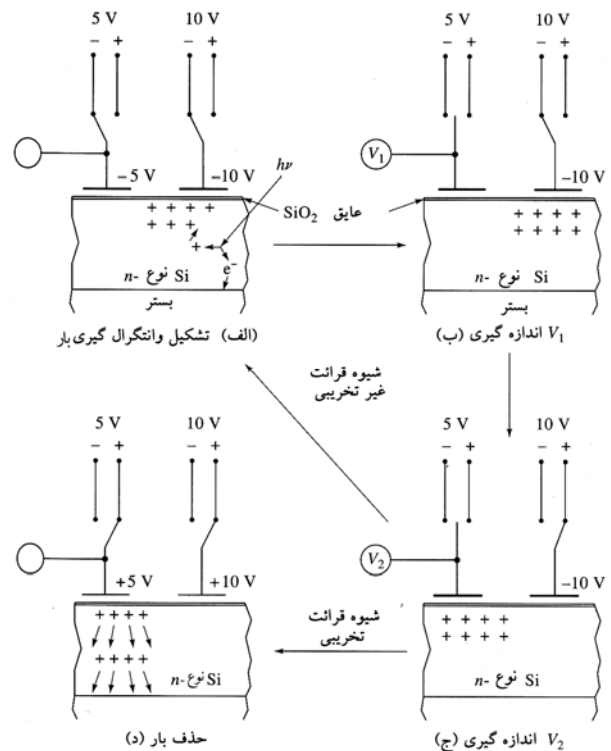 5 V 10 V
− + − +
−5 V −10 V
hν
+ + + +
+ + +
+
e⁻
Si نوع -n
بستر
(الف) تشکیل وانتگرال گیری بار
عایق SiO₂
5 V 10 V
− + − +
V₁
−10 V
+ + + +
+ + + +
Si نوع -n
بستر
V₁ اندازه گیری (ب)
شیوه قرائت
غیر تخریبی
5 V 10 V
− + − +
V₂
−10 V
+ + + +
+ + + +
Si نوع -n
V₂ اندازه گیری (ج)
شیوه قرائت
تخریبی
5 V 10 V
− + − +
+5 V +10 V
+ + + +
+ + + +
Si نوع -n
حذف بار (د)